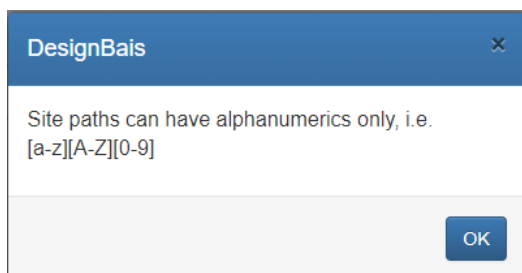 DesignBais
×
Site paths can have alphanumerics only, i.e.
[a-z][A-Z][0-9]
OK